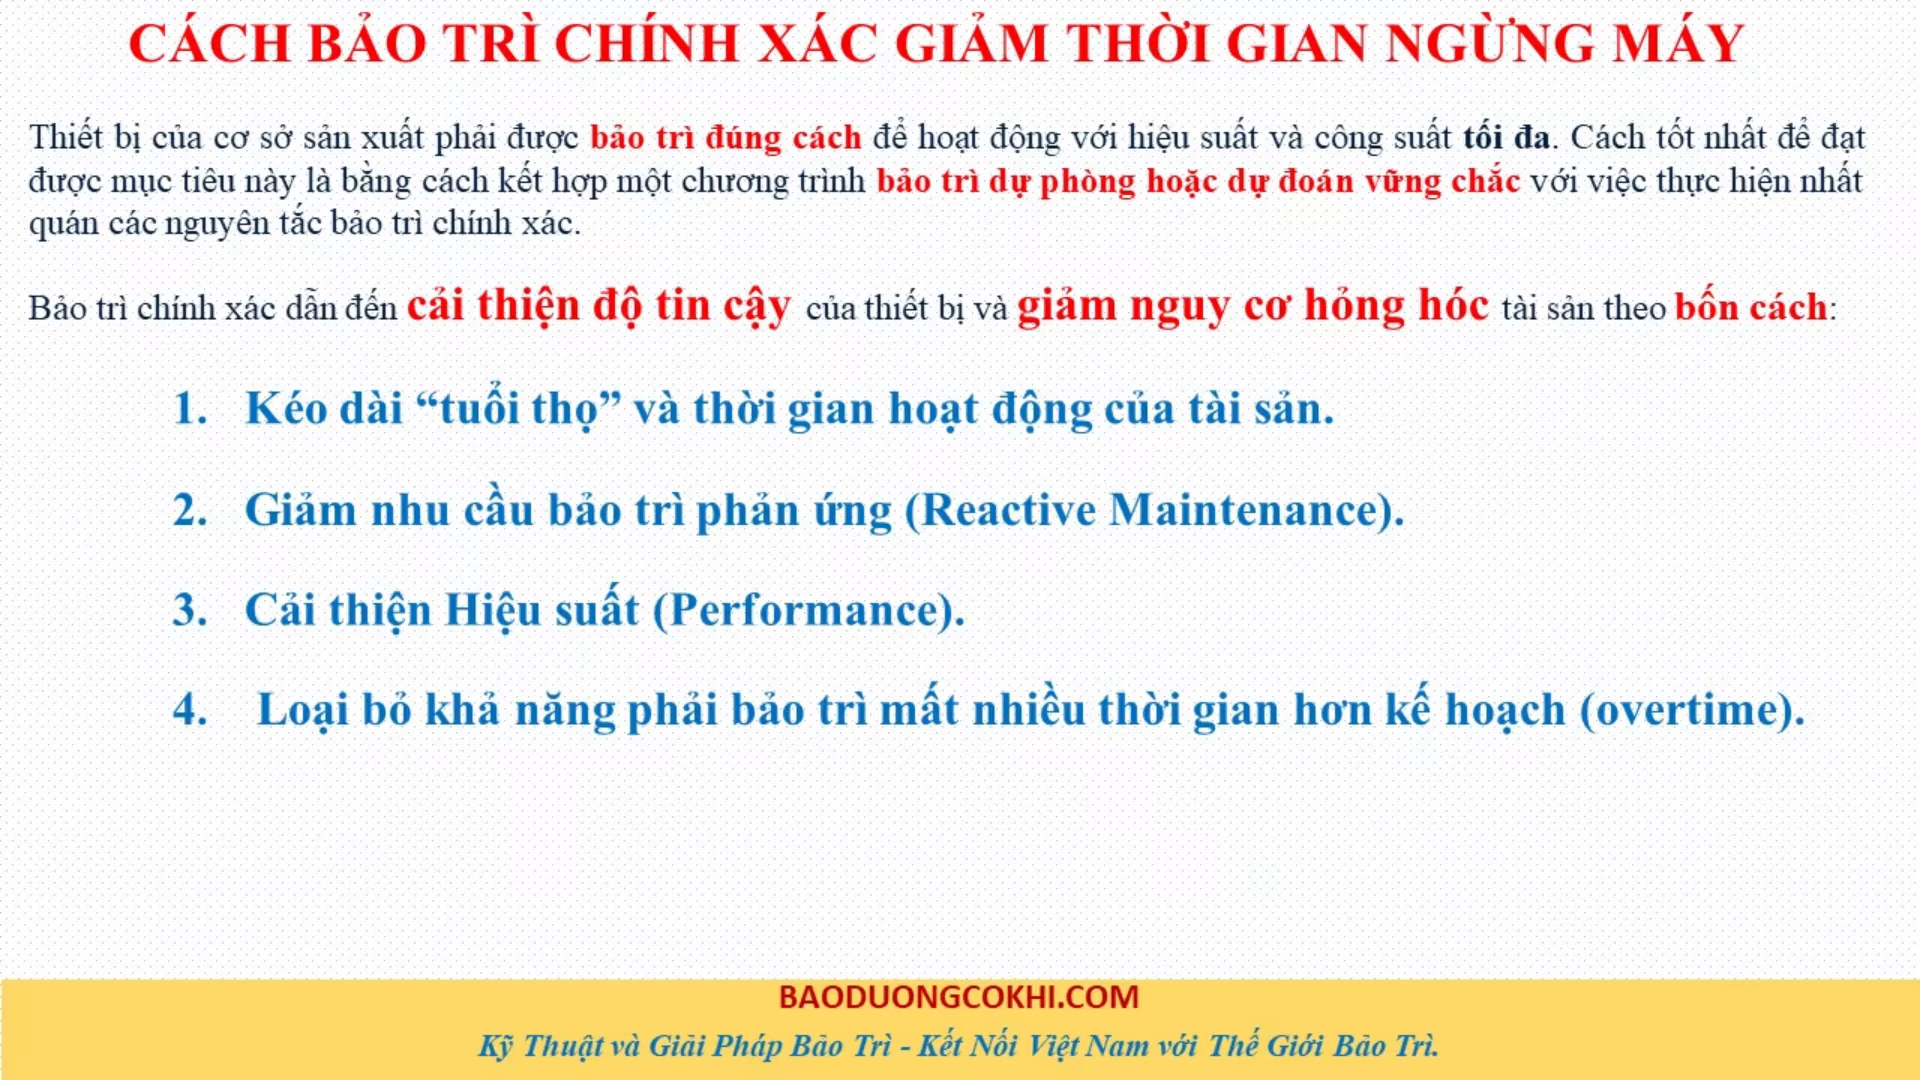 CÁCH BẢO TRÌ CHÍNH XÁC GIẢM THỜI GIAN NGỪNG MÁY
Thiết bị của cơ sở sản xuất phải được bảo trì đúng cách để hoạt động với hiệu suất và công suất tối đa. Cách tốt nhất để đạt
được mục tiêu này là bằng cách kết hợp một chương trình bảo trì dự phòng hoặc dự đoán vững chắc với việc thực hiện nhất
quán các nguyên tắc bảo trì chính xác.
Bảo trì chính xác dẫn đến cải thiện độ tin cậy của thiết bị và giảm nguy cơ hỏng hóc tài sản theo bốn cách:
1. Kéo dài “tuổi thọ” và thời gian hoạt động của tài sản.
2. Giảm nhu cầu bảo trì phản ứng (Reactive Maintenance).
3. Cải thiện Hiệu suất (Performance).
4. Loại bỏ khả năng phải bảo trì mất nhiều thời gian hơn kế hoạch (overtime).
BAODUONGCOKHI.COM
Kỹ Thuật và Giải Pháp Bảo Trì - Kết Nối Việt Nam với Thế Giới Bảo Trì.